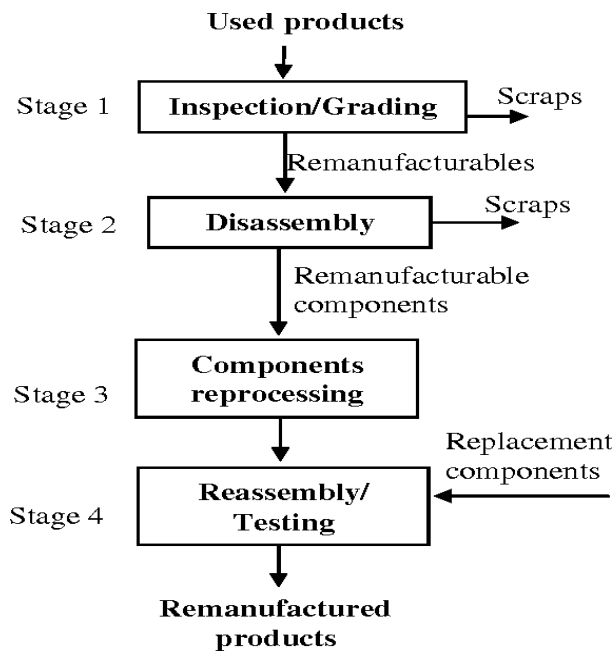 Used products
Stage 1
Inspection/Grading
Scraps
Remanufacturables
Stage 2
Disassembly
Scraps
Remanufacturable
components
Stage 3
Components
reprocessing
Replacement
components
Stage 4
Reassembly/
Testing
Remanufactured
products